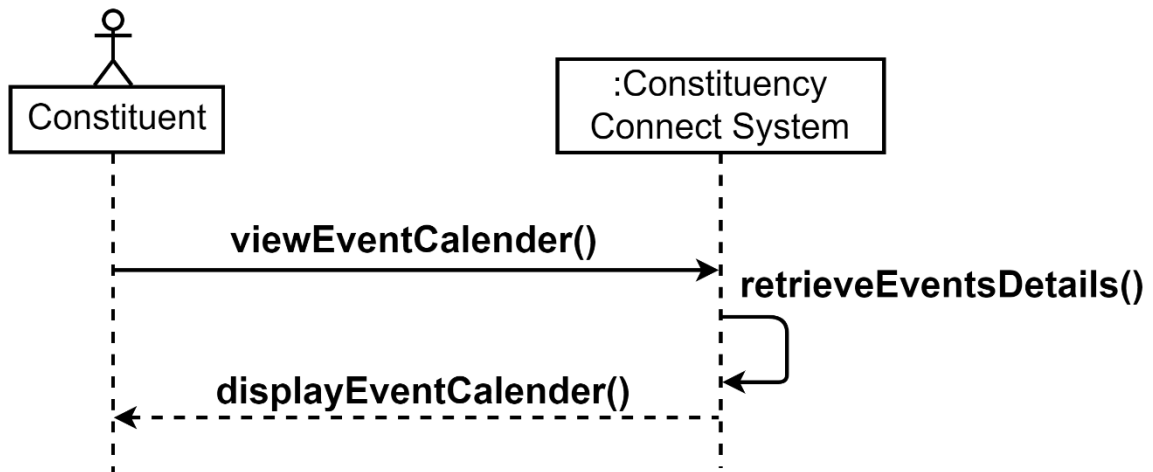 :Constituency
Constituent
Connect System
viewEventCalender()
retrieveEventsDetails()
displayEventCalender()